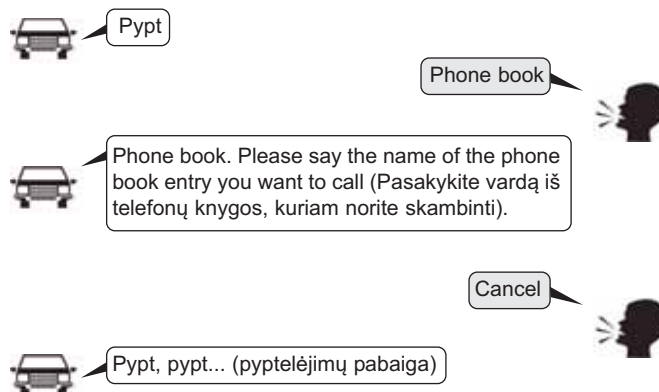 Pypt
Phone book
Phone book. Please say the name of the phone
book entry you want to call (Pasakykite vardą iš
telefonų knygos, kuriam norite skambinti).
Cancel
Pypt, pypt... (pyptelėjimų pabaiga)